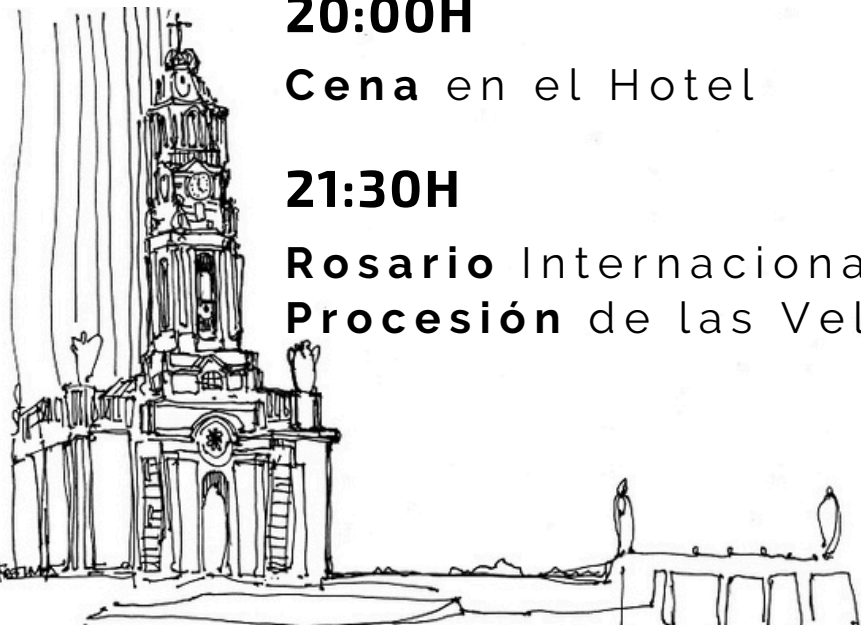 20:00H
Cena en el Hotel
21:30H
Rosario Internaciona
Procesión de las Vel